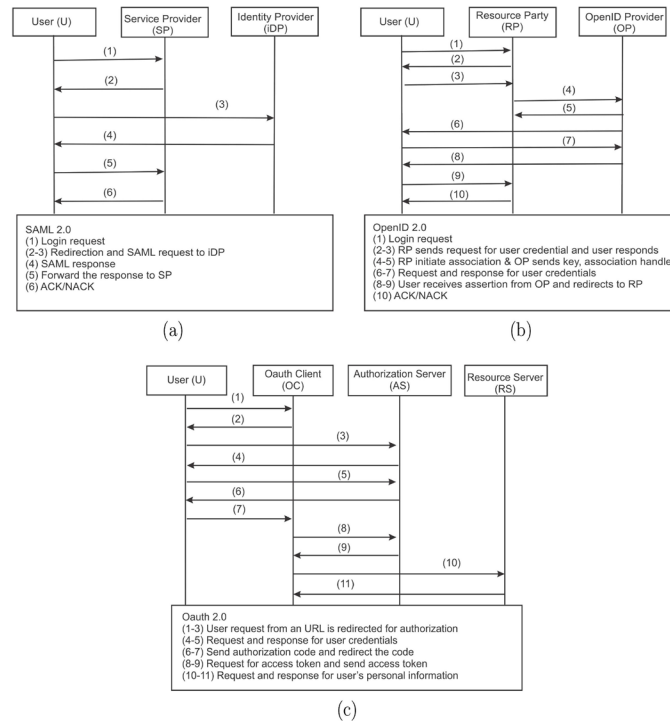 User (U)
Service Provider
(SP)
Identity Provider
(iDP)
(1)
(2)
(3)
(4)
(5)
(6)
SAML 2.0
(1) Login request
(2-3) Redirection and SAML request to iDP
(4) SAML response
(5) Forward the response to SP
(6) ACK/NACK
(a)
User (U)
Resource Party
(RP)
OpenID Provider
(OP)
(1)
(2)
(3)
(4)
(5)
(6)
(7)
(8)
(9)
(10)
OpenID 2.0
(1) Login request
(2-3) RP sends request for user credential and user responds
(4-5) RP initiate association & OP sends key, association handle
(6-7) Request and response for user credentials
(8-9) User receives assertion from OP and redirects to RP
(10) ACK/NACK
(b)
User (U)
Oauth Client
(OC)
Authorization Server
(AS)
Resource Server
(RS)
(1)
(2)
(3)
(4)
(5)
(6)
(7)
(8)
(9)
(10)
(11)
Oauth 2.0
(1-3) User request from an URL is redirected for authorization
(4-5) Request and response for user credentials
(6-7) Send authorization code and redirect the code
(8-9) Request for access token and send access token
(10-11) Request and response for user's personal information
(c)